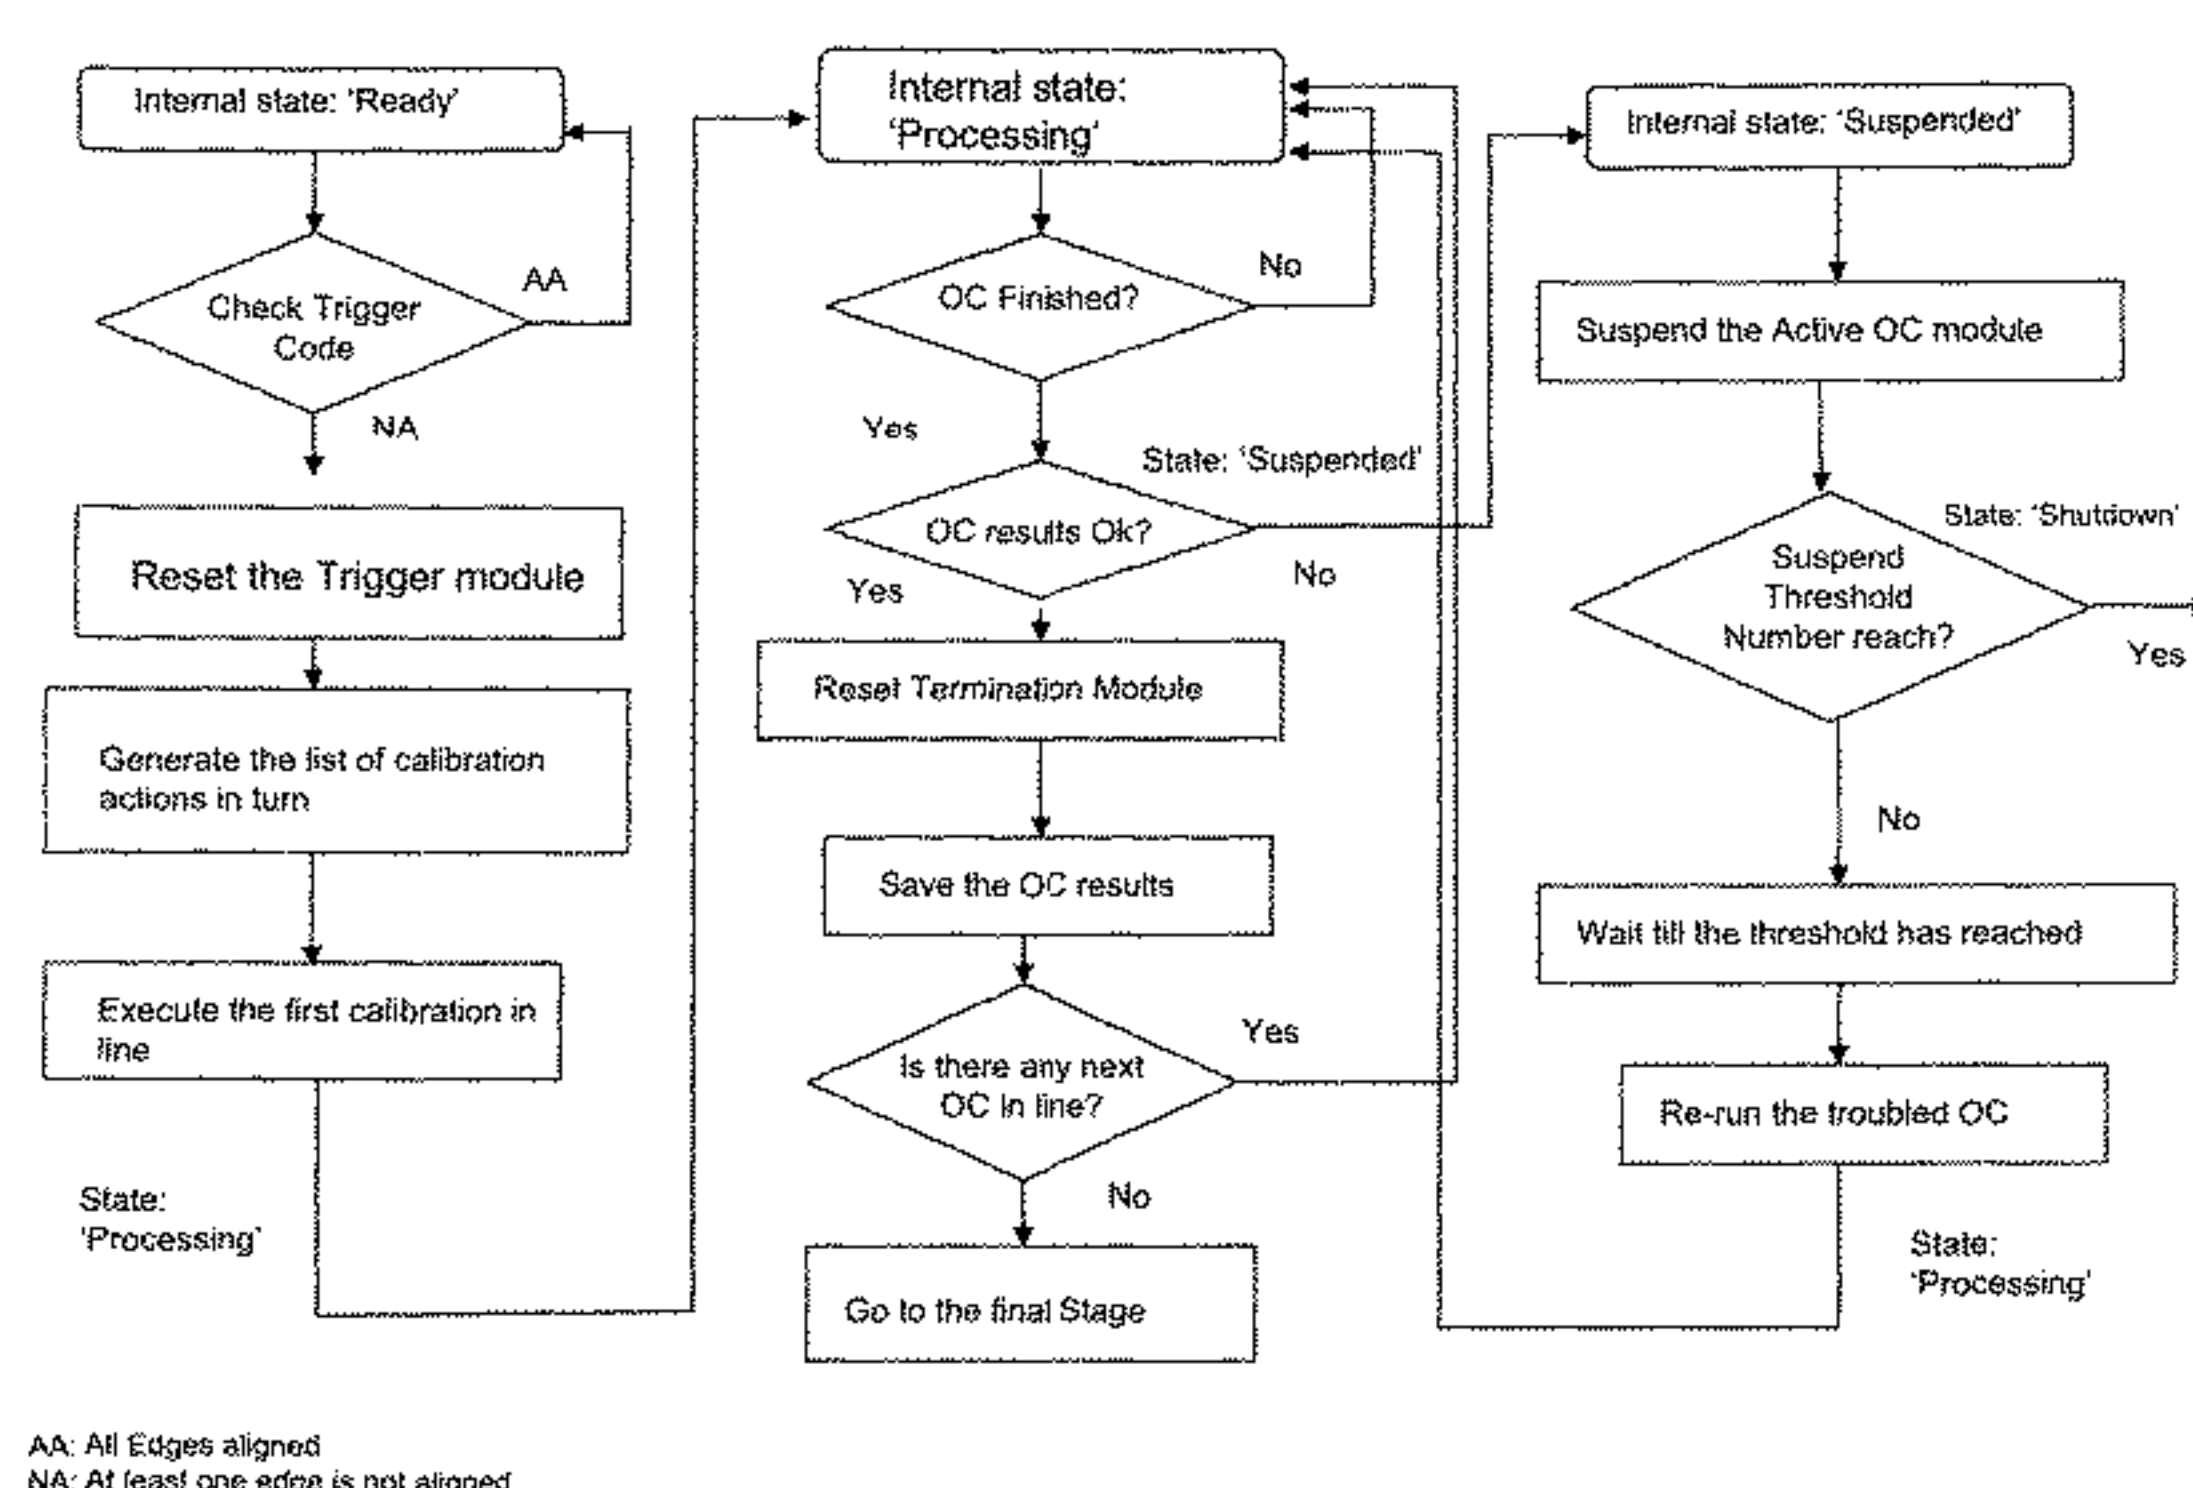 Internal state: 'Ready'
Check Trigger
Code
AA
NA
Reset the Trigger module
Generate the list of calibration
actions in turn
Execute the first calibration in
line
State:
'Processing'
Internal state:
'Processing'
OC Finished?
No
Yes
State: 'Suspended'
OC results Ok?
No
Yes
Reset Termination Module
Save the OC results
Yes
Is there any next
OC in line?
No
Go to the final Stage
Internal state: 'Suspended'
Suspend the Active OC module
State: 'Shutdown'
Suspend
Threshold
Number reach?
Yes
No
Wait till the threshold has reached
Re-run the troubled OC
State:
'Processing'
AA: All Edges aligned
NA: At least one edge is not aligned